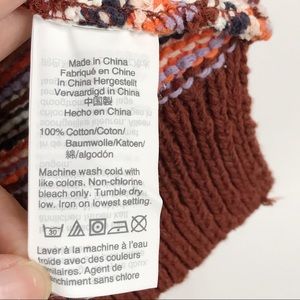 Made in China
Fabriqué en Chine
In China Hergestellt
Vervaardigd in China
中国製
Hecho en China
100% Cotton/Coton/
Baumwolle/Katoen/
綿/algodón
Machine wash cold with
like colors. Non-chlorine
bleach only. Tumble dry
low. Iron on lowest setting.
30
Laver à la machine à l'eau
froide avec des couleurs
similaires. Agent de
blanchiment sans chlore